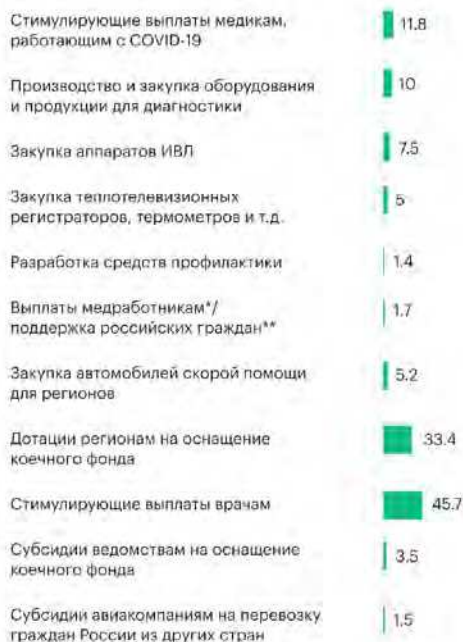 Стимулирующие выплаты медикам,
работающим с COVID-19
11.8
Производство и закупка оборудования
и продукции для диагностики
10
Закупка аппаратов ИВЛ
7.5
Закупка теплотелевизионных
регистраторов, термометров и т.д.
5
Разработка средств профилактики
1.4
Выплаты медработникам*/
поддержка российских граждан**
1.7
Закупка автомобилей скорой помощи
для регионов
5.2
Дотации регионам на оснащение
коечного фонда
33.4
Стимулирующие выплаты врачам
45.7
Субсидии ведомствам на оснащение
коечного фонда
3.5
Субсидии авиакомпаниям на перевозку
граждан России из других стран
1.5